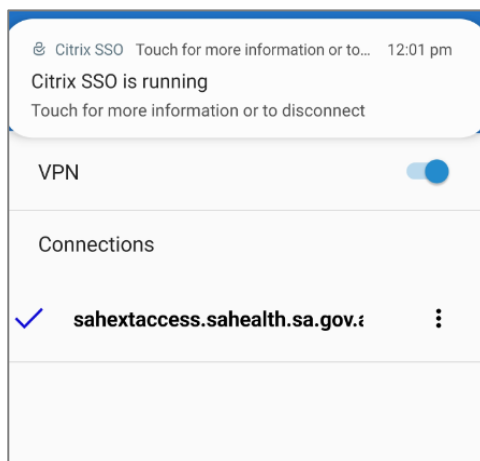 Citrix SSO Touch for more information or to... 12:01 pm
Citrix SSO is running
Touch for more information or to disconnect
VPN
Connections
sahextaccess.sahealth.sa.gov.a